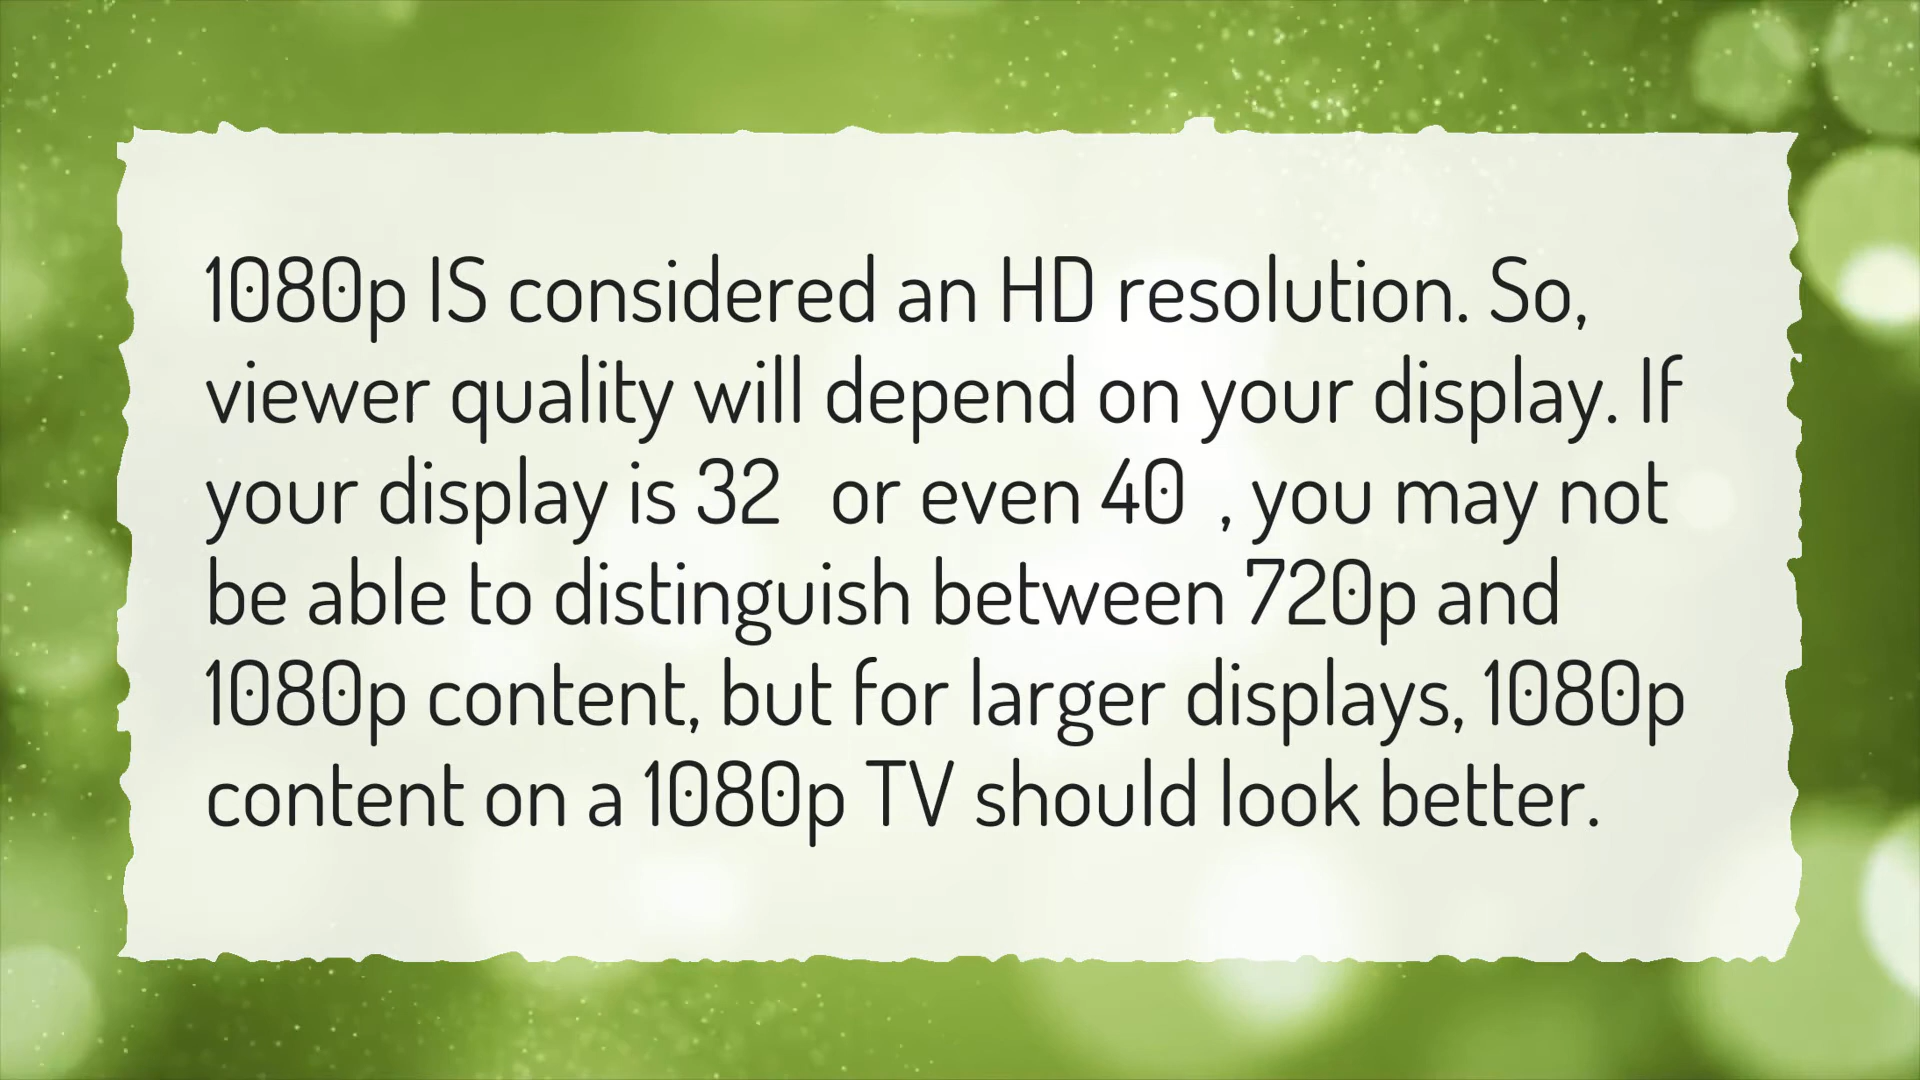 1080p IS considered an HD resolution. So,
viewer quality will depend on your display. If
your display is 32  or even 40 , you may not
be able to distinguish between 720p and
1080p content, but for larger displays, 1080p
content on a 1080p TV should look better.